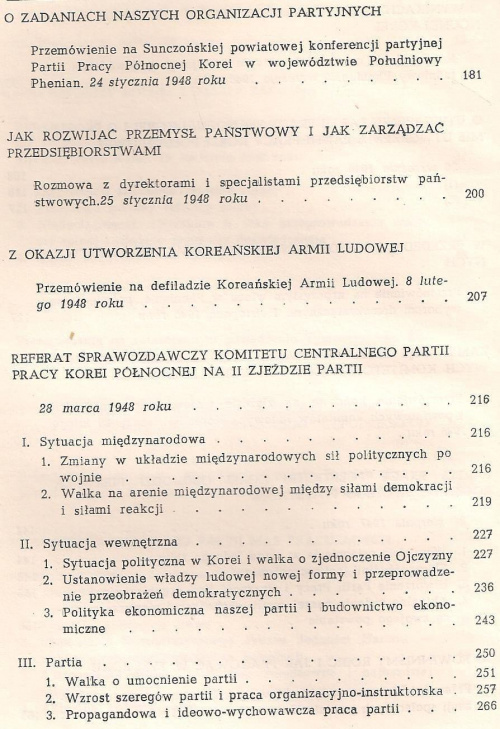 O ZADANIACH NASZYCH ORGANIZACJI PARTYJNYCH
Przemówienie na Sunczońskiej powiatowej konferencji partyjnej
Partii Pracy Północnej Korei w województwie Południowy
Phenian. 24 stycznia 1948 roku . . . . . . . . 181
JAK ROZWIJAĆ PRZEMYSŁ PAŃSTWOWY I JAK ZARZĄDZAĆ
PRZEDSIĘBIORSTWAMI
Rozmowa z dyrektorami i specjalistami przedsiębiorstw pań-
stwowych.25 stycznia 1948 roku . . . . . . . . 200
Z OKAZJI UTWORZENIA KOREAŃSKIEJ ARMII LUDOWEJ
Przemówienie na defiladzie Koreańskiej Armii Ludowej. 8 lute-
go 1948 roku . . . . . . . . . . . . . 207
REFERAT SPRAWOZDAWCZY KOMITETU CENTRALNEGO PARTII
PRACY KOREI PÓŁNOCNEJ NA II ZJEŹDZIE PARTII
28 marca 1948 roku . . . . . . . . . . . 216
I. Sytuacja międzynarodowa . . . . . . . . . . 216
1. Zmiany w układzie międzynarodowych sił politycznych po
wojnie . . . . . . . . . . . . . . 216
2. Walka na arenie międzynarodowej między siłami demokracji
i siłami reakcji . . . . . . . . . . . 219
II. Sytuacja wewnętrzna . . . . . . . . . . . 227
1. Sytuacja polityczna w Korei i walka o zjednoczenie Ojczyzny 227
2. Ustanowienie władzy ludowej nowej formy i przeprowadze-
nie przeobrażeń demokratycznych . . . . . . . 236
3. Polityka ekonomiczna naszej partii i budownictwo ekono-
miczne . . . . . . . . . . . . . 243
III. Partia . . . . . . . . . . . . . . 250
1. Walka o umocnienie partii . . . . . . . . . 251
2. Wzrost szeregów partii i praca organizacyjno-instruktorska . 257
3. Propagandowa i ideowo-wychowawcza praca partii . . . 266